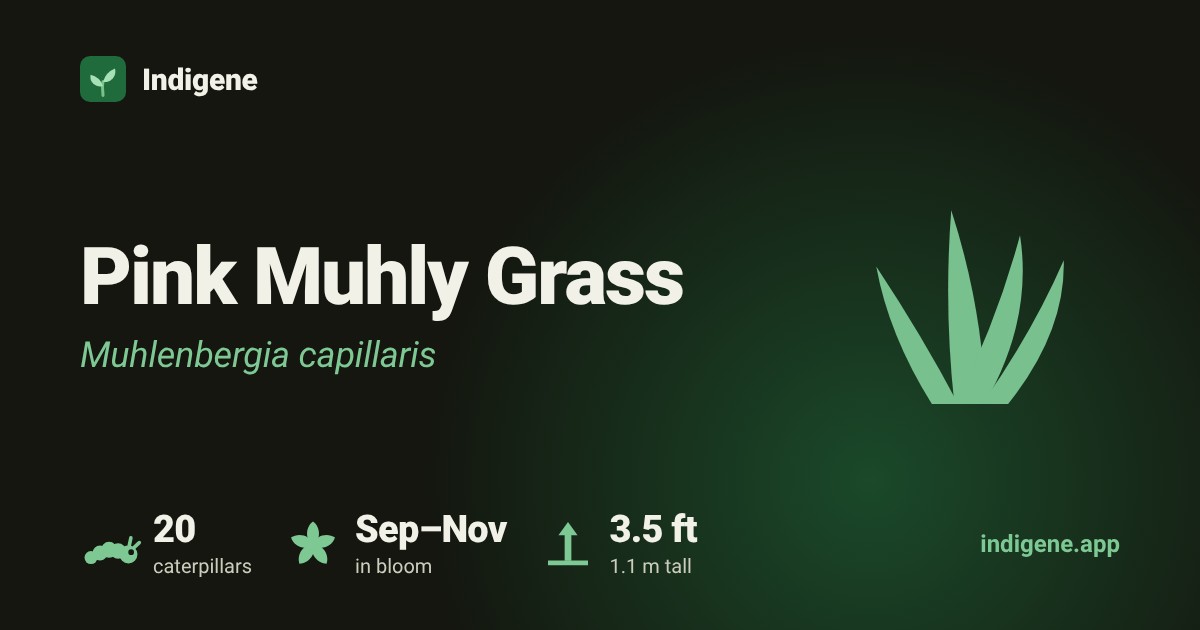 Indigene
Pink Muhly Grass
Muhlenbergia capillaris
20
caterpillars
Sep–Nov
in bloom
3.5 ft
1.1 m tall
indigene.app